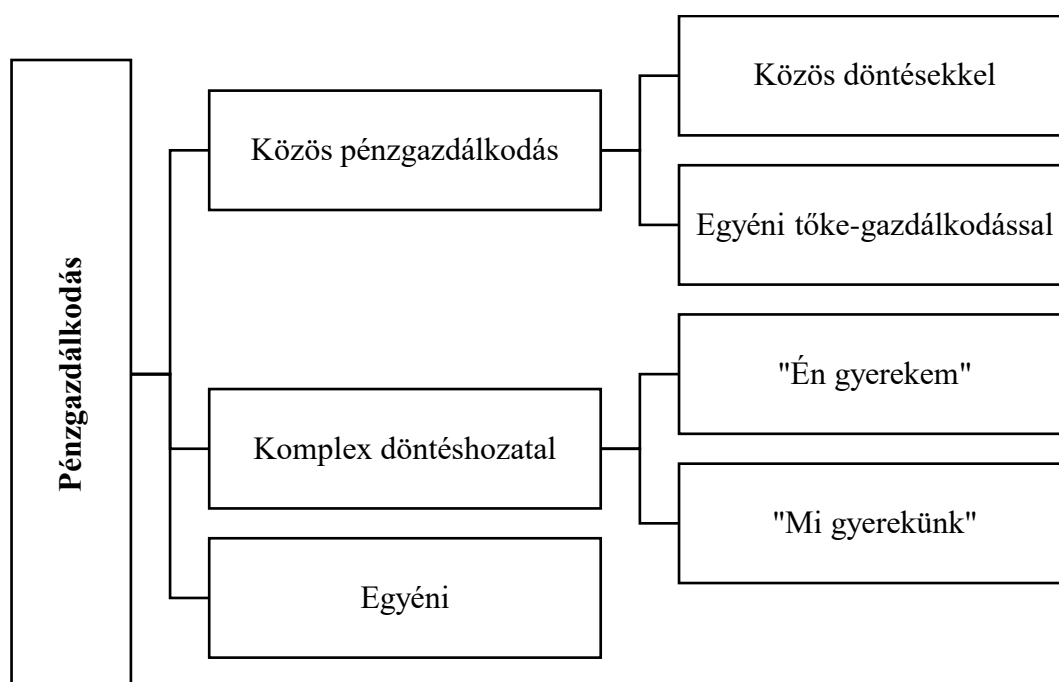 Pénzgazdálkodás
Közös pénzgazdálkodás
Közös döntésekkel
Egyéni tőke-gazdálkodással
Komplex döntéshozatal
"Én gyerekem"
"Mi gyerekünk"
Egyéni